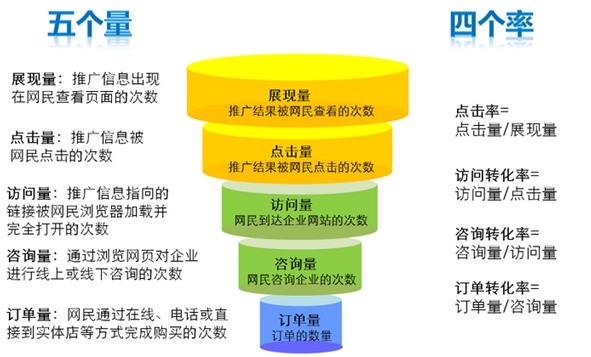 五个量
四个率
展现量：推广信息出现
在网民查看页面的次数
点击量：推广信息被
网民点击的次数
访问量：推广信息指向的
链接被网民浏览器加载并
完全打开的次数
咨询量：通过浏览网页对企业
进行线上或线下咨询的次数
订单量：网民通过在线、电话或直
接到实体店等方式完成购买的次数
展现量
推广结果被网民查看的次数
点击量
推广结果被网民点击的次数
访问量
网民到达企业网站的次数
咨询量
网民咨询企业的次数
订单量
订单的数量
点击率=
点击量/展现量
访问转化率=
访问量/点击量
咨询转化率=
咨询量/访问量
订单转化率=
订单量/咨询量